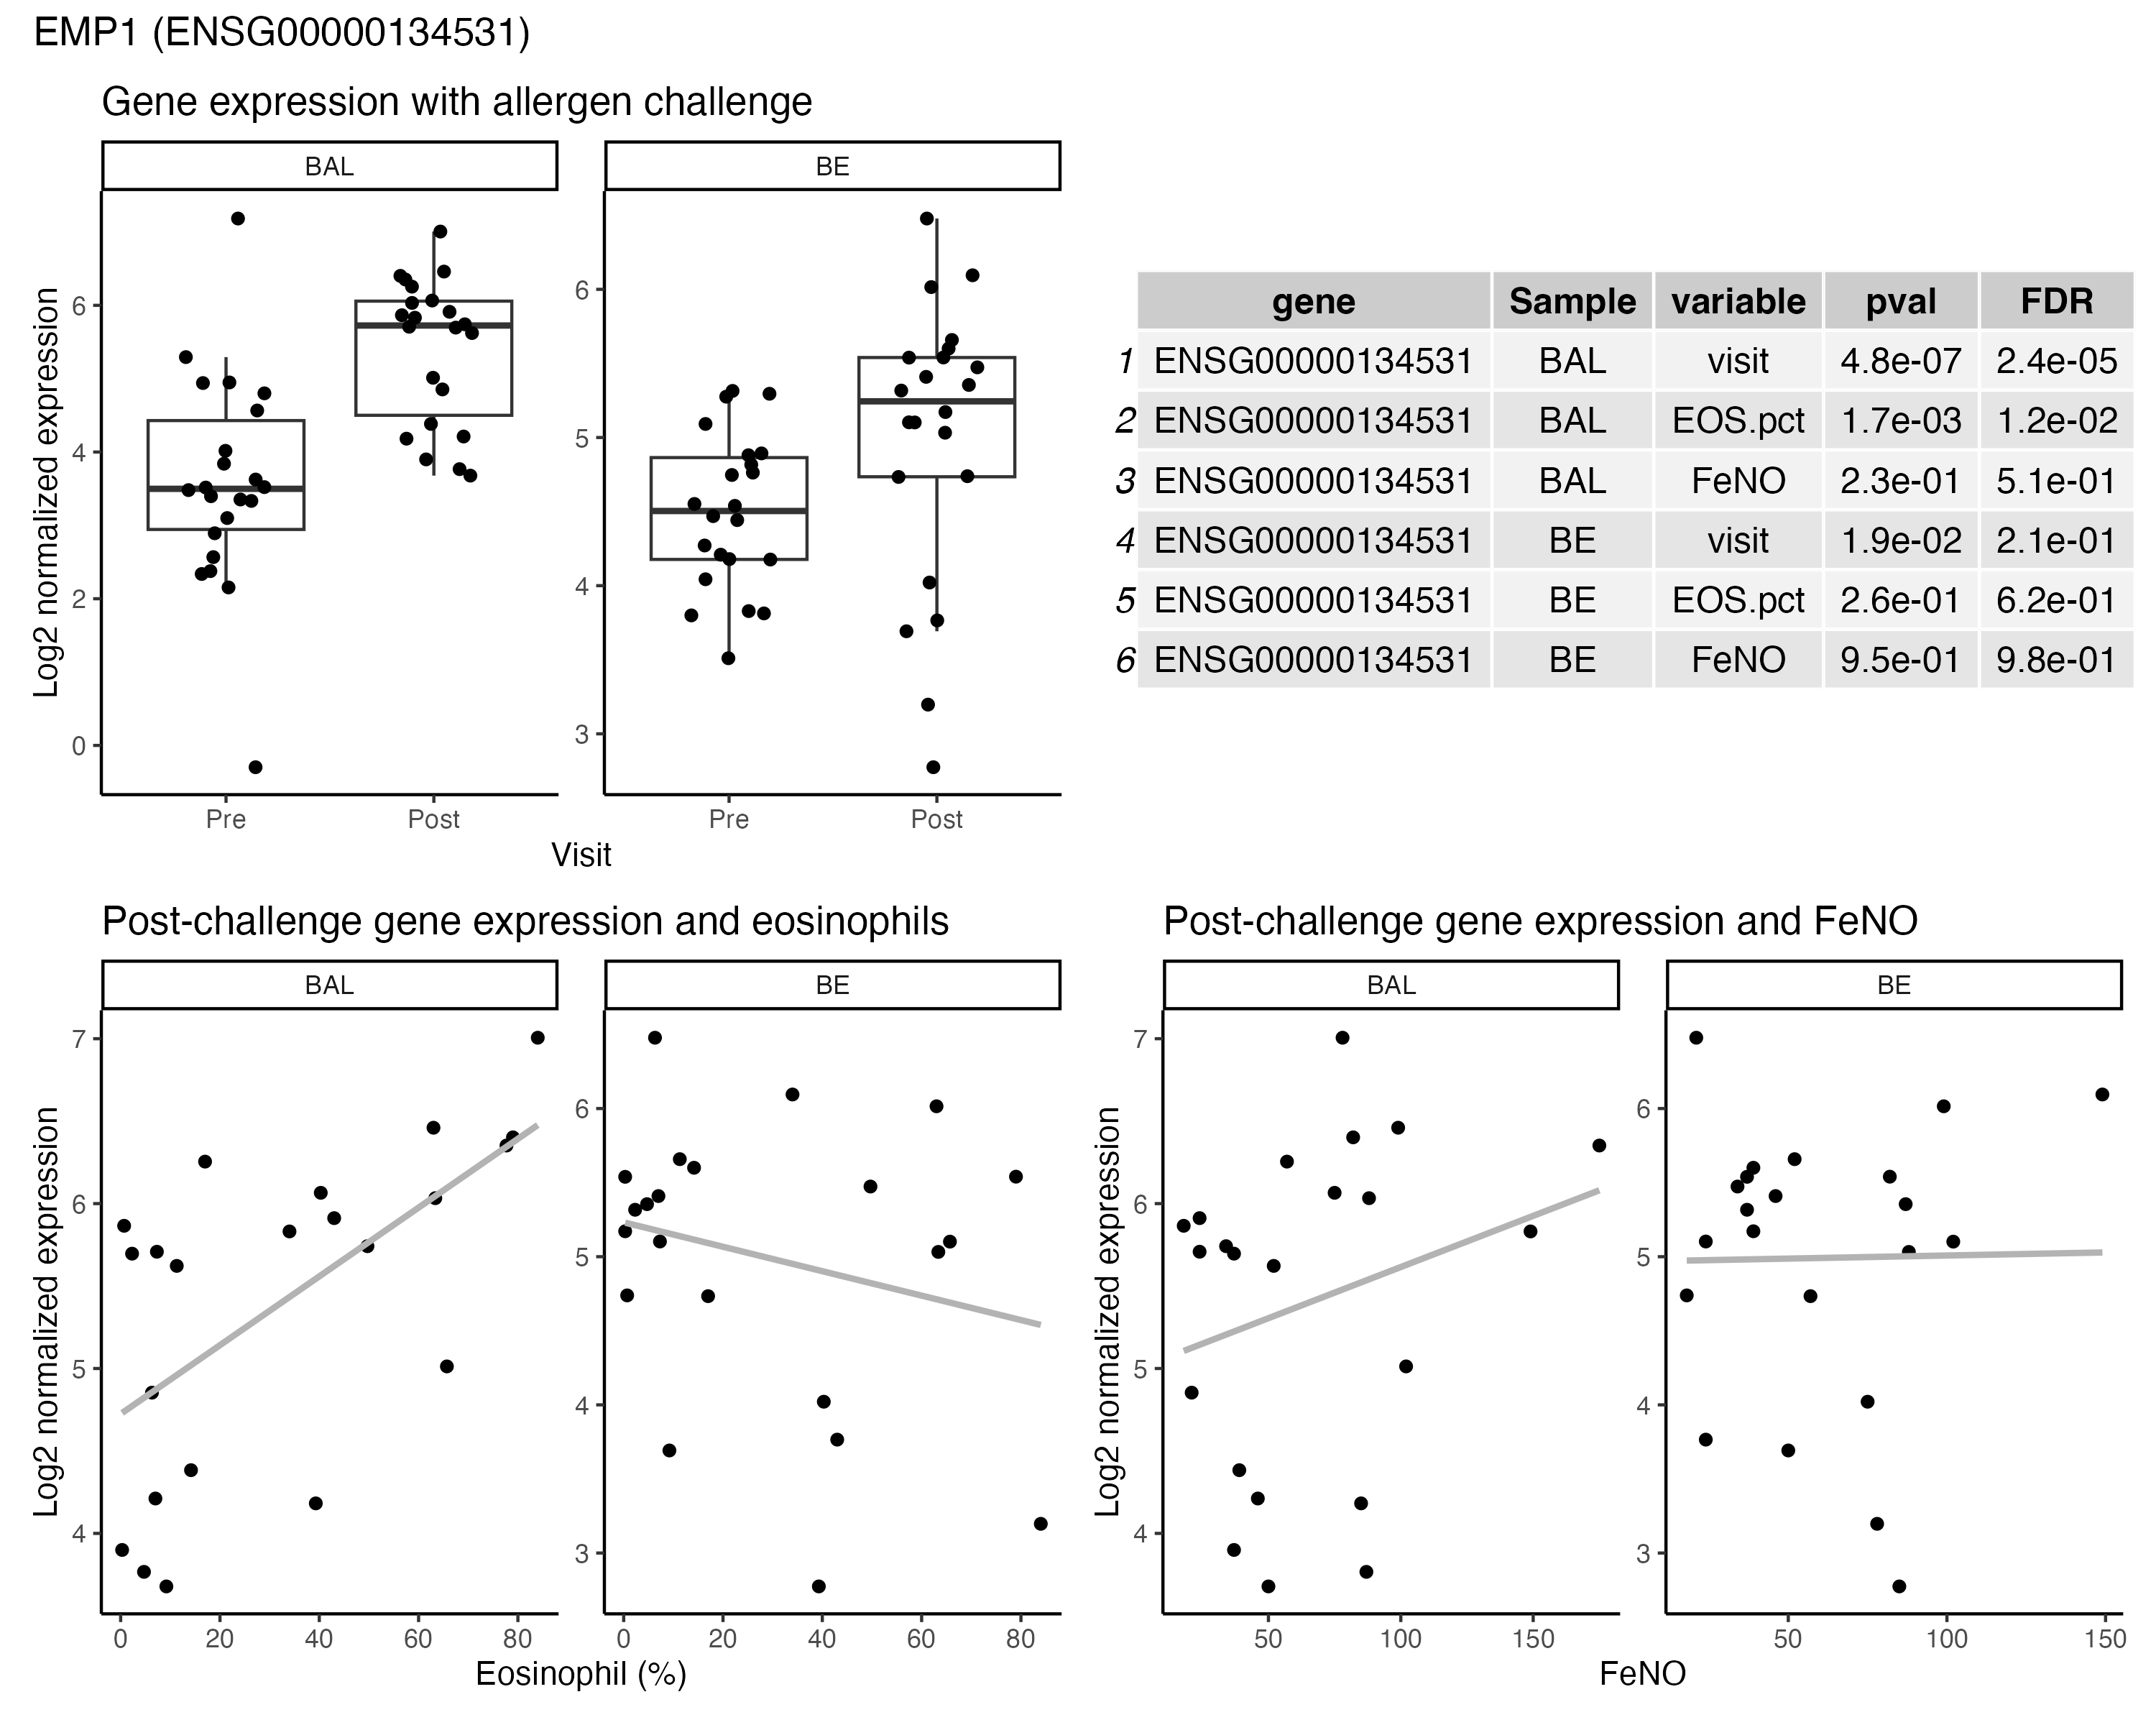 EMP1 (ENSG00000134531)
Gene expression with allergen challenge
BAL
BE
Log2 normalized expression
6
4
2
0
6
5
4
3
Pre
Post
Pre
Post
Visit
gene Sample variable pval FDR
1 ENSG00000134531 BAL visit 4.8e-07 2.4e-05
2 ENSG00000134531 BAL EOS.pct 1.7e-03 1.2e-02
3 ENSG00000134531 BAL FeNO 2.3e-01 5.1e-01
4 ENSG00000134531 BE visit 1.9e-02 2.1e-01
5 ENSG00000134531 BE EOS.pct 2.6e-01 6.2e-01
6 ENSG00000134531 BE FeNO 9.5e-01 9.8e-01
Post-challenge gene expression and eosinophils
BAL
BE
Log2 normalized expression
7
6
5
4
6
5
4
3
0 20 40 60 80
0 20 40 60 80
Eosinophil (%)
Post-challenge gene expression and FeNO
BAL
BE
Log2 normalized expression
7
6
5
4
6
5
4
3
50 100 150
50 100 150
FeNO